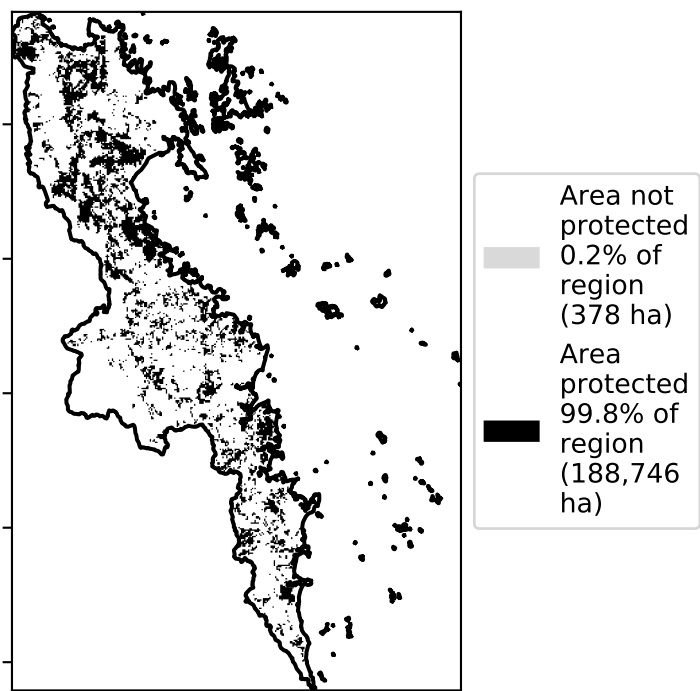 Area not
protected
0.2% of
region
(378 ha)
Area
protected
99.8% of
region
(188,746
ha)